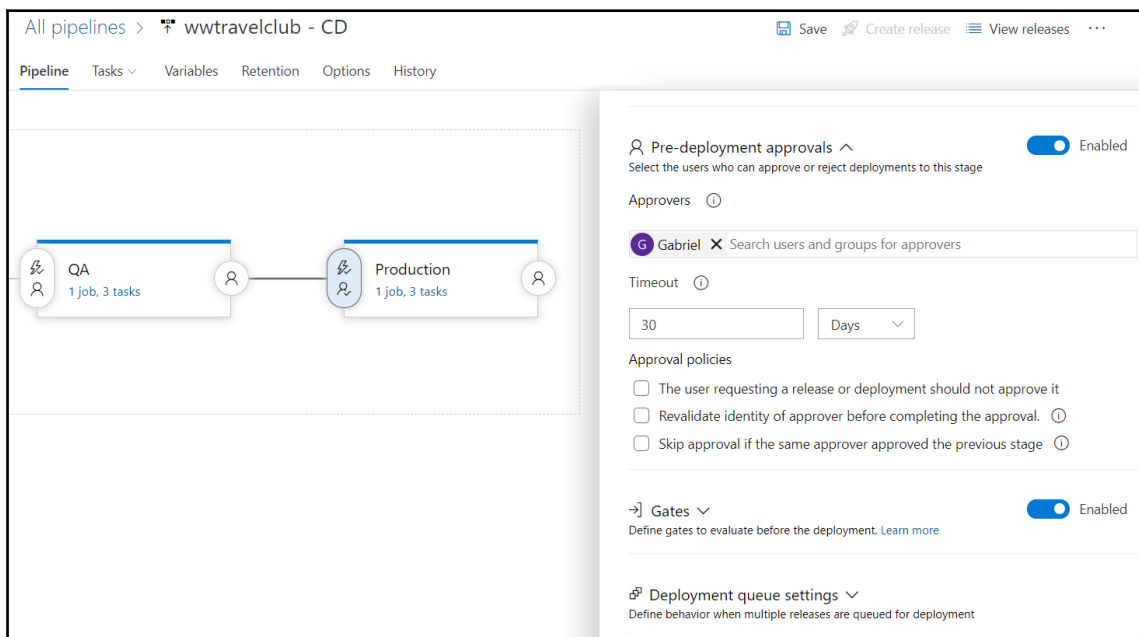 All pipelines > wwtravelclub - CD
Save Create release View releases ...
Pipeline Tasks Variables Retention Options History
QA
1 job, 3 tasks
Production
1 job, 3 tasks
Pre-deployment approvals Enabled
Select the users who can approve or reject deployments to this stage
Approvers
G Gabriel Search users and groups for approvers
Timeout
30 Days
Approval policies
The user requesting a release or deployment should not approve it
Revalidate identity of approver before completing the approval.
Skip approval if the same approver approved the previous stage
Gates Enabled
Define gates to evaluate before the deployment. Learn more
Deployment queue settings
Define behavior when multiple releases are queued for deployment